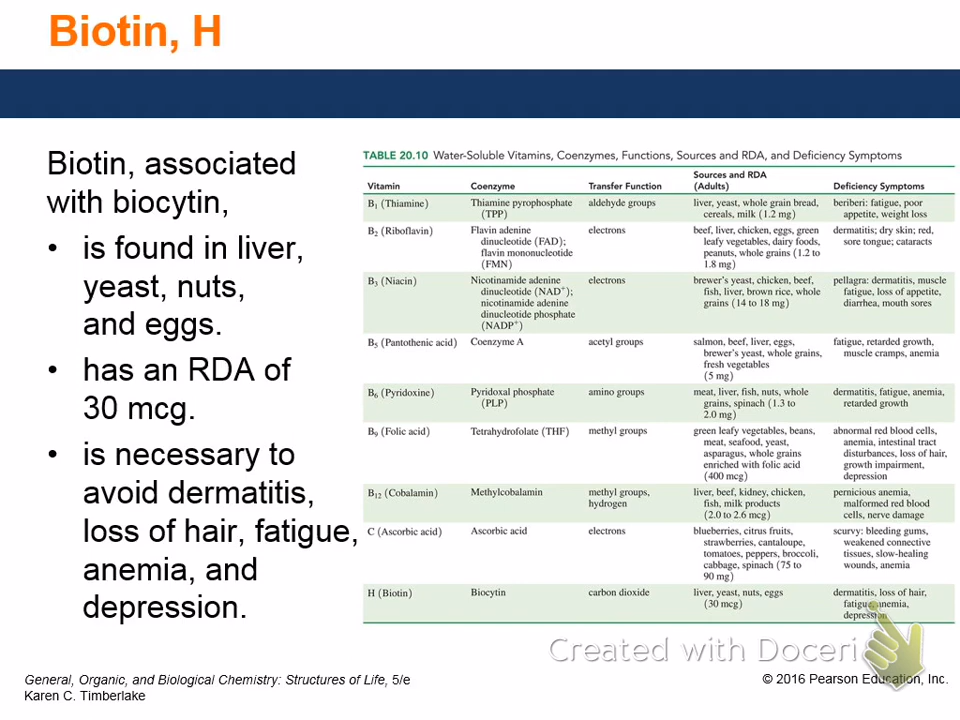 Biotin, H
Biotin, associated
with biocytin,
• is found in liver,
yeast, nuts,
and eggs.
• has an RDA of
30 mcg.
• is necessary to
avoid dermatitis,
loss of hair, fatigue,
anemia, and
depression.
TABLE 20.10 Water-Soluble Vitamins, Coenzymes, Functions, Sources and RDA, and Deficiency Symptoms
Sources and RDA
Vitamin Coenzyme Transfer Function (Adults) Deficiency Symptoms
B1 (Thiamine) Thiamine pyrophosphate aldehyde groups liver, yeast, whole grain bread, beriberi: fatigue, poor
(TPP) cereals, milk (1.2 mg) appetite, weight loss
B2 (Riboflavin) Flavin adenine electrons beef, liver, chicken, eggs, green dermatitis; dry skin; red,
dinucleotide (FAD); leafy vegetables, dairy foods, sore tongue; cataracts
flavin mononucleotide peanuts, whole grains (1.2 to
(FMN) 1.8 mg)
B3 (Niacin) Nicotinamide adenine electrons brewer's yeast, chicken, beef, pellagra: dermatitis, muscle
dinucleotide (NAD+); fish, liver, brown rice, whole fatigue, loss of appetite,
nicotinamide adenine grains (14 to 18 mg) diarrhea, mouth sores
dinucleotide phosphate
(NADP+)
B5 (Pantothenic acid) Coenzyme A acetyl groups salmon, beef, liver, eggs, fatigue, retarded growth,
brewer's yeast, whole grains, muscle cramps, anemia
fresh vegetables
(5 mg)
B6 (Pyridoxine) Pyridoxal phosphate amino groups meat, liver, fish, nuts, whole dermatitis, fatigue, anemia,
(PLP) grains, spinach (1.3 to retarded growth
2.0 mg)
B9 (Folic acid) Tetrahydrofolate (THF) methyl groups green leafy vegetables, beans, abnormal red blood cells,
meat, seafood, yeast, anemia, intestinal tract
asparagus, whole grains disturbances, loss of hair,
enriched with folic acid growth impairment,
(400 mcg) depression
B12 (Cobalamin) Methylcobalamin methyl groups, liver, beef, kidney, chicken, pernicious anemia,
hydrogen fish, milk products malformed red blood
(2.0 to 2.6 mcg) cells, nerve damage
C (Ascorbic acid) Ascorbic acid electrons blueberries, citrus fruits, scurvy: bleeding gums,
strawberries, cantaloupe, weakened connective
tomatoes, peppers, broccoli, tissues, slow-healing
cabbage, spinach (75 to wounds, anemia
90 mg)
H (Biotin) Biocytin carbon dioxide liver, yeast, nuts, eggs dermatitis, loss of hair,
(30 mcg) fatigue, anemia,
depression
Created with Doceri
General, Organic, and Biological Chemistry: Structures of Life, 5/e © 2016 Pearson Education, Inc.
Karen C. Timberlake